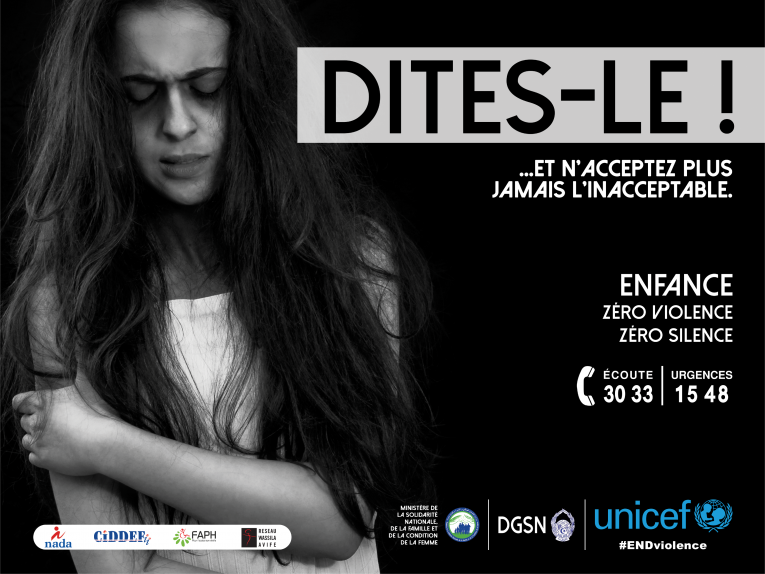 DITES-LE !
...ET N'ACCEPTEZ PLUS
JAMAIS L'INACCEPTABLE.
ENFANCE
ZÉRO VIOLENCE
ZÉRO SILENCE
ÉCOUTE
30 33
URGENCES
15 48
nada
CIDDEF
FAPH
RESEAU
WASSILA
AVIFE
MINISTÈRE DE
LA SOLIDARITÉ
NATIONALE,
DE LA FAMILLE ET
DE LA CONDITION
DE LA FEMME
DGSN
unicef
#ENDviolence